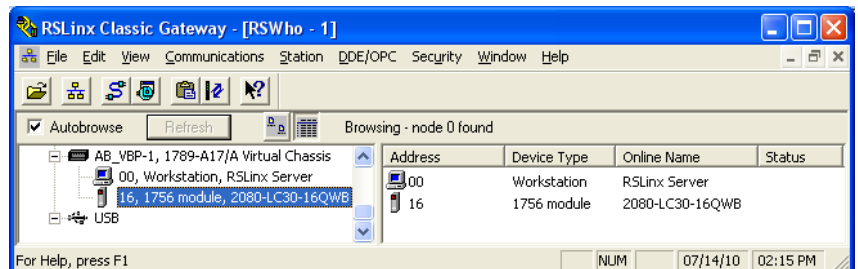 RSLinx Classic Gateway - [RSWho - 1]
File Edit View Communications Station DDE/OPC Security Window Help
Autobrowse Refresh Browsing - node 0 found
AB_VBP-1, 1789-A17/A Virtual Chassis
00, Workstation, RSLinx Server
16, 1756 module, 2080-LC30-16QWB
USB
Address Device Type Online Name Status
00 Workstation RSLinx Server
16 1756 module 2080-LC30-16QWB
For Help, press F1 NUM 07/14/10 02:15 PM